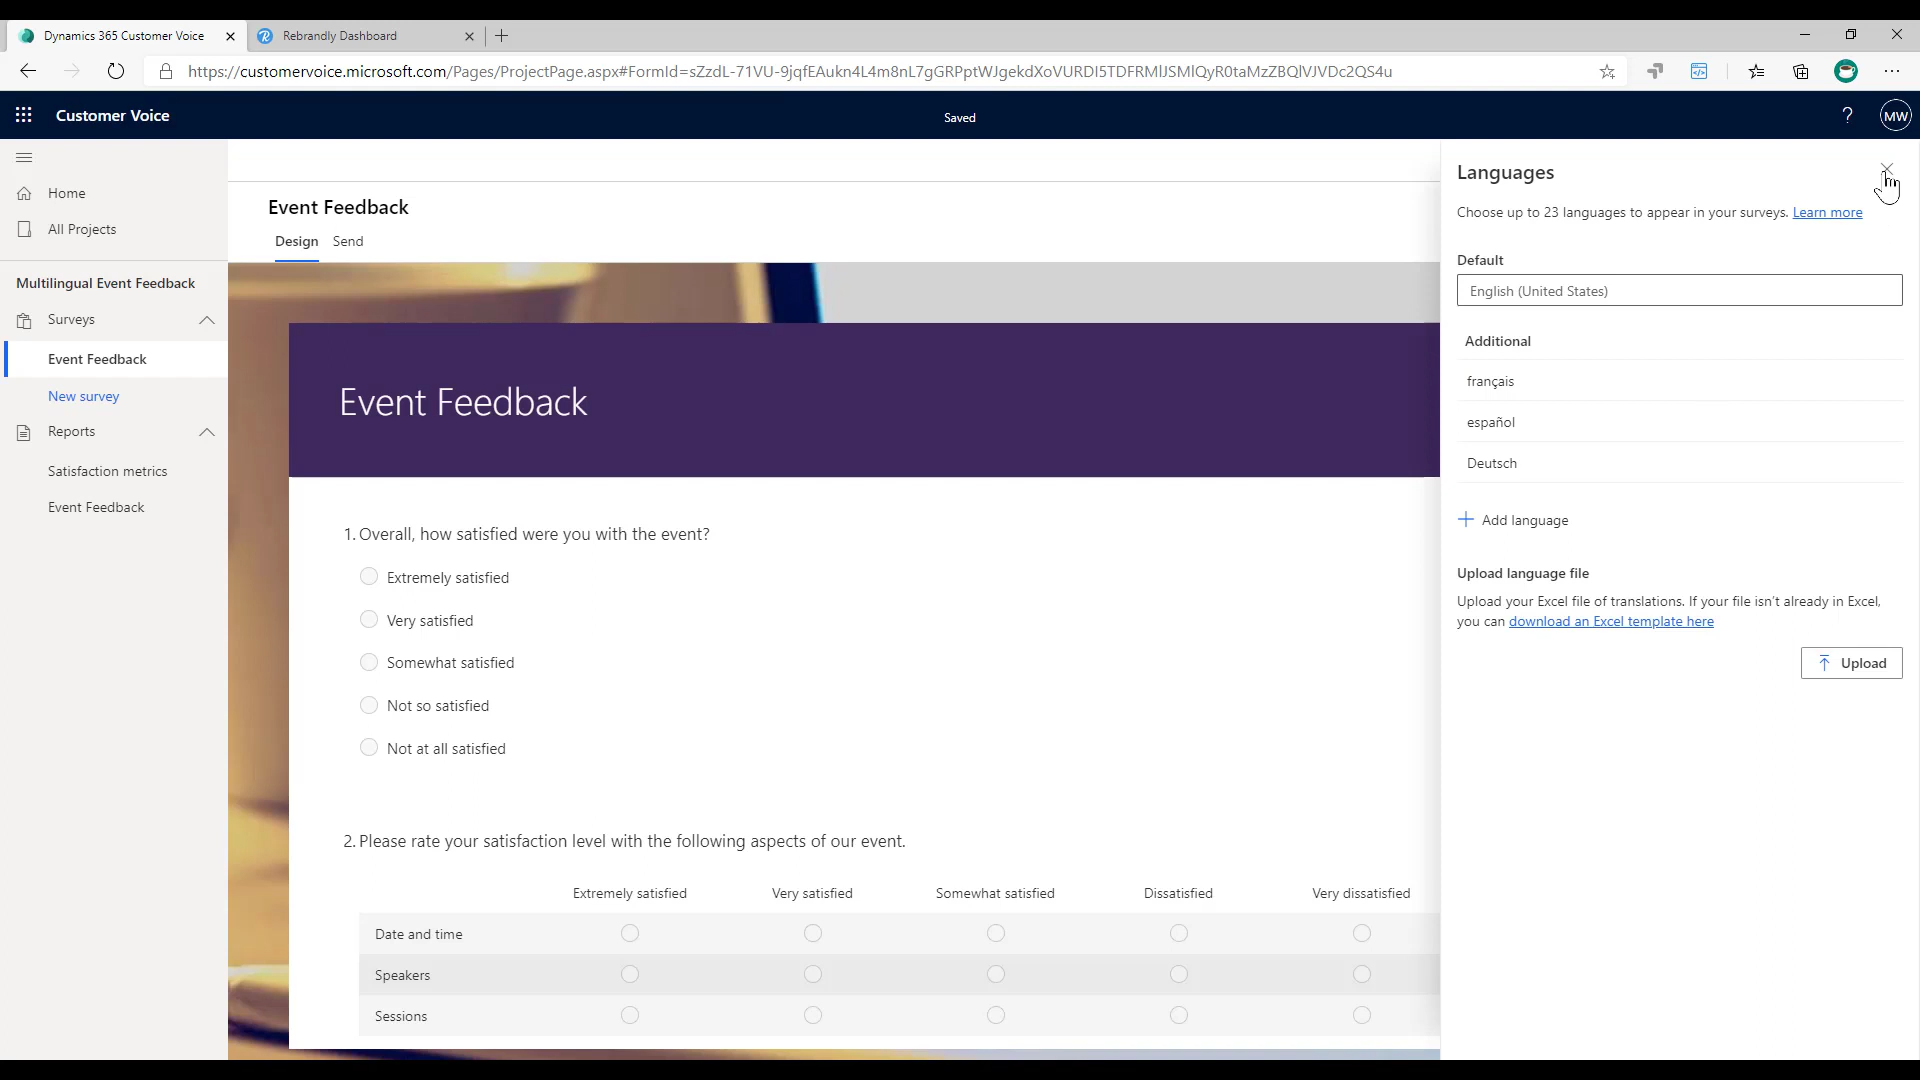 Dynamics 365 Customer Voice
Rebrandly Dashboard
https://customervoice.microsoft.com/Pages/ProjectPage.aspx#FormId=sZzdL-71VU-9jqfEAukn4L4m8nL7gGRPptWJgekdXoVURDI5TDFRMlJSMlQyR0taMzZBQlVJVDc2QS4u
Customer Voice
Saved
?
MW
Home
All Projects
Multilingual Event Feedback
Surveys
Event Feedback
New survey
Reports
Satisfaction metrics
Event Feedback
Event Feedback
Design Send
Event Feedback
1. Overall, how satisfied were you with the event?
Extremely satisfied
Very satisfied
Somewhat satisfied
Not so satisfied
Not at all satisfied
2. Please rate your satisfaction level with the following aspects of our event.
Extremely satisfied Very satisfied Somewhat satisfied Dissatisfied Very dissatisfied
Date and time
Speakers
Sessions
Languages
Choose up to 23 languages to appear in your surveys. Learn more
Default
English (United States)
Additional
français
español
Deutsch
Add language
Upload language file
Upload your Excel file of translations. If your file isn't already in Excel,
you can download an Excel template here
Upload